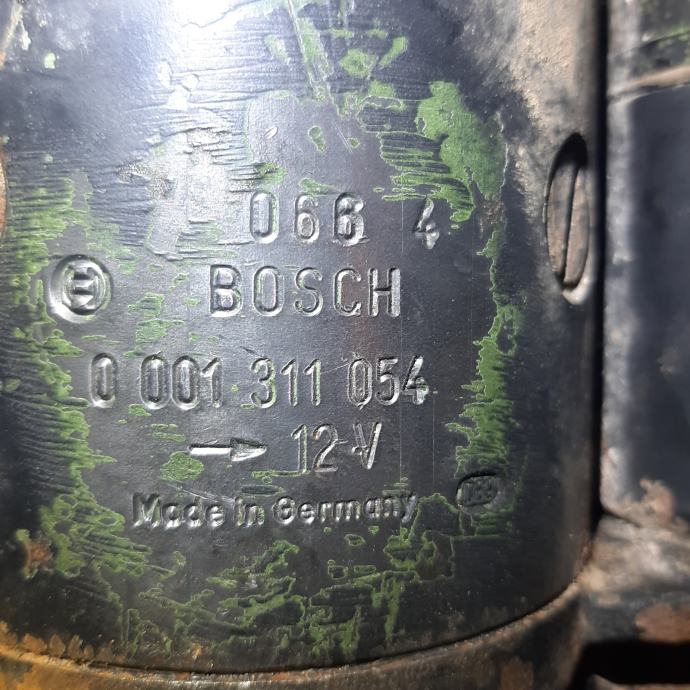 066 4
BOSCH
0 001 311 054
→ 12 V
Made in Germany